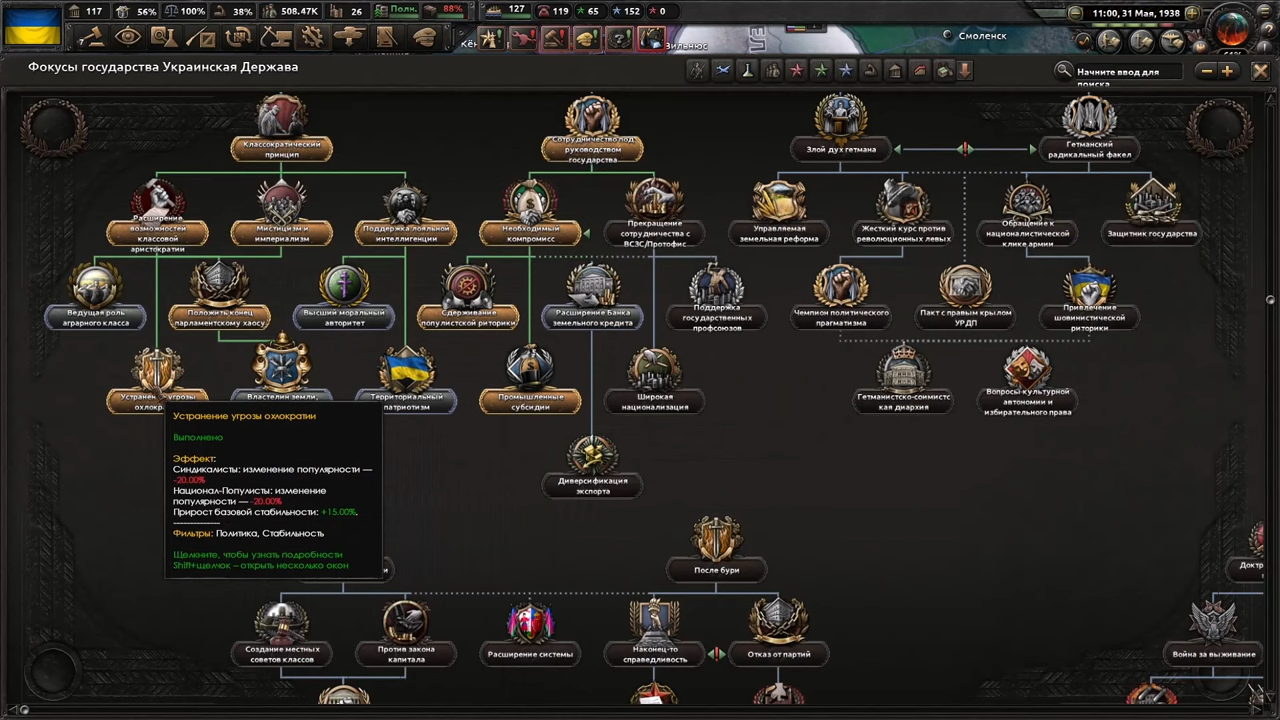 117 56% 100% 38% 508.47K 26 Полн. 88% 127 119 65 152 0
11:00, 31 Мая, 1938
Смоленск
Фокусы государства Украинская Держава
Начните ввод для
поиска
Классократический
принцип
Сотрудничество под
руководством
государства
Злой дух гетмана
Гетманский
радикальный факел
Расширение
возможностей
классовой
аристократии
Мистицизм и
империализм
Поддержка лояльной
интеллигенции
Необходимый
компромисс
Прекращение
сотрудничества с
ВСЗС/Протофис
Управляемая
земельная реформа
Жесткий курс против
революционных левых
Обращение к
националистической
клике армии
Защитник государства
Ведущая роль
аграрного класса
Положить конец
парламентскому хаосу
Высший моральный
авторитет
Сдерживание
популистской риторики
Расширение Банка
земельного кредита
Поддержка
государственных
профсоюзов
Чемпион политического
прагматизма
Пакт с правым крылом
УРДП
Привлечение
шовинистической
риторики
Властелин земли,
Территориальный
патриотизм
Промышленные
субсидии
Широкая
национализация
Гетманистско-соимистс
кая диархия
Вопросы культурной
автономии и
избирательного права
Устранение угрозы охлократии
Выполнено
Эффект:
Синдикалисты: изменение популярности —
-20.00%
Национал-Популисты: изменение
популярности — -20.00%
Прирост базовой стабильности: +15.00%.
--------------
Фильтры: Политика, Стабильность
Щелкните, чтобы узнать подробности
Shift+щелчок – открыть несколько окон
Диверсификация
экспорта
После бури
Создание местных
советов классов
Против закона
капитала
Расширение системы
Наконец-то
справедливость
Отказ от партий
Война за выживание